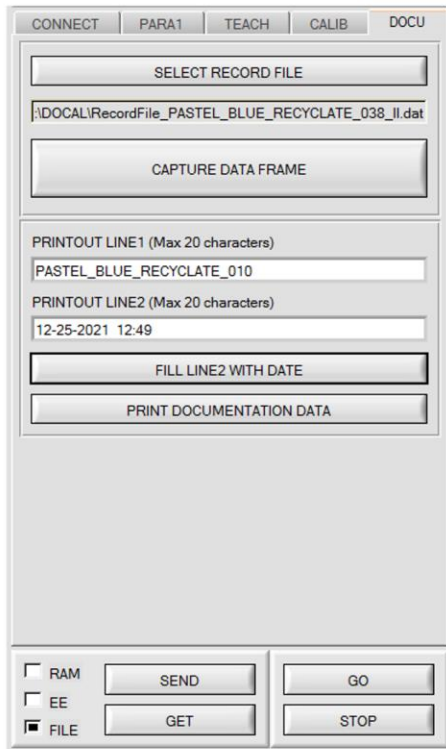 CONNECT PARA1 TEACH CALIB DOCU
SELECT RECORD FILE
:\DOCAL\RecordFile_PASTEL_BLUE_RECYCLATE_038_II.dat
CAPTURE DATA FRAME
PRINTOUT LINE1 (Max 20 characters)
PASTEL_BLUE_RECYCLATE_010
PRINTOUT LINE2 (Max 20 characters)
12-25-2021 12:49
FILL LINE2 WITH DATE
PRINT DOCUMENTATION DATA
RAM
EE
FILE
SEND
GET
GO
STOP